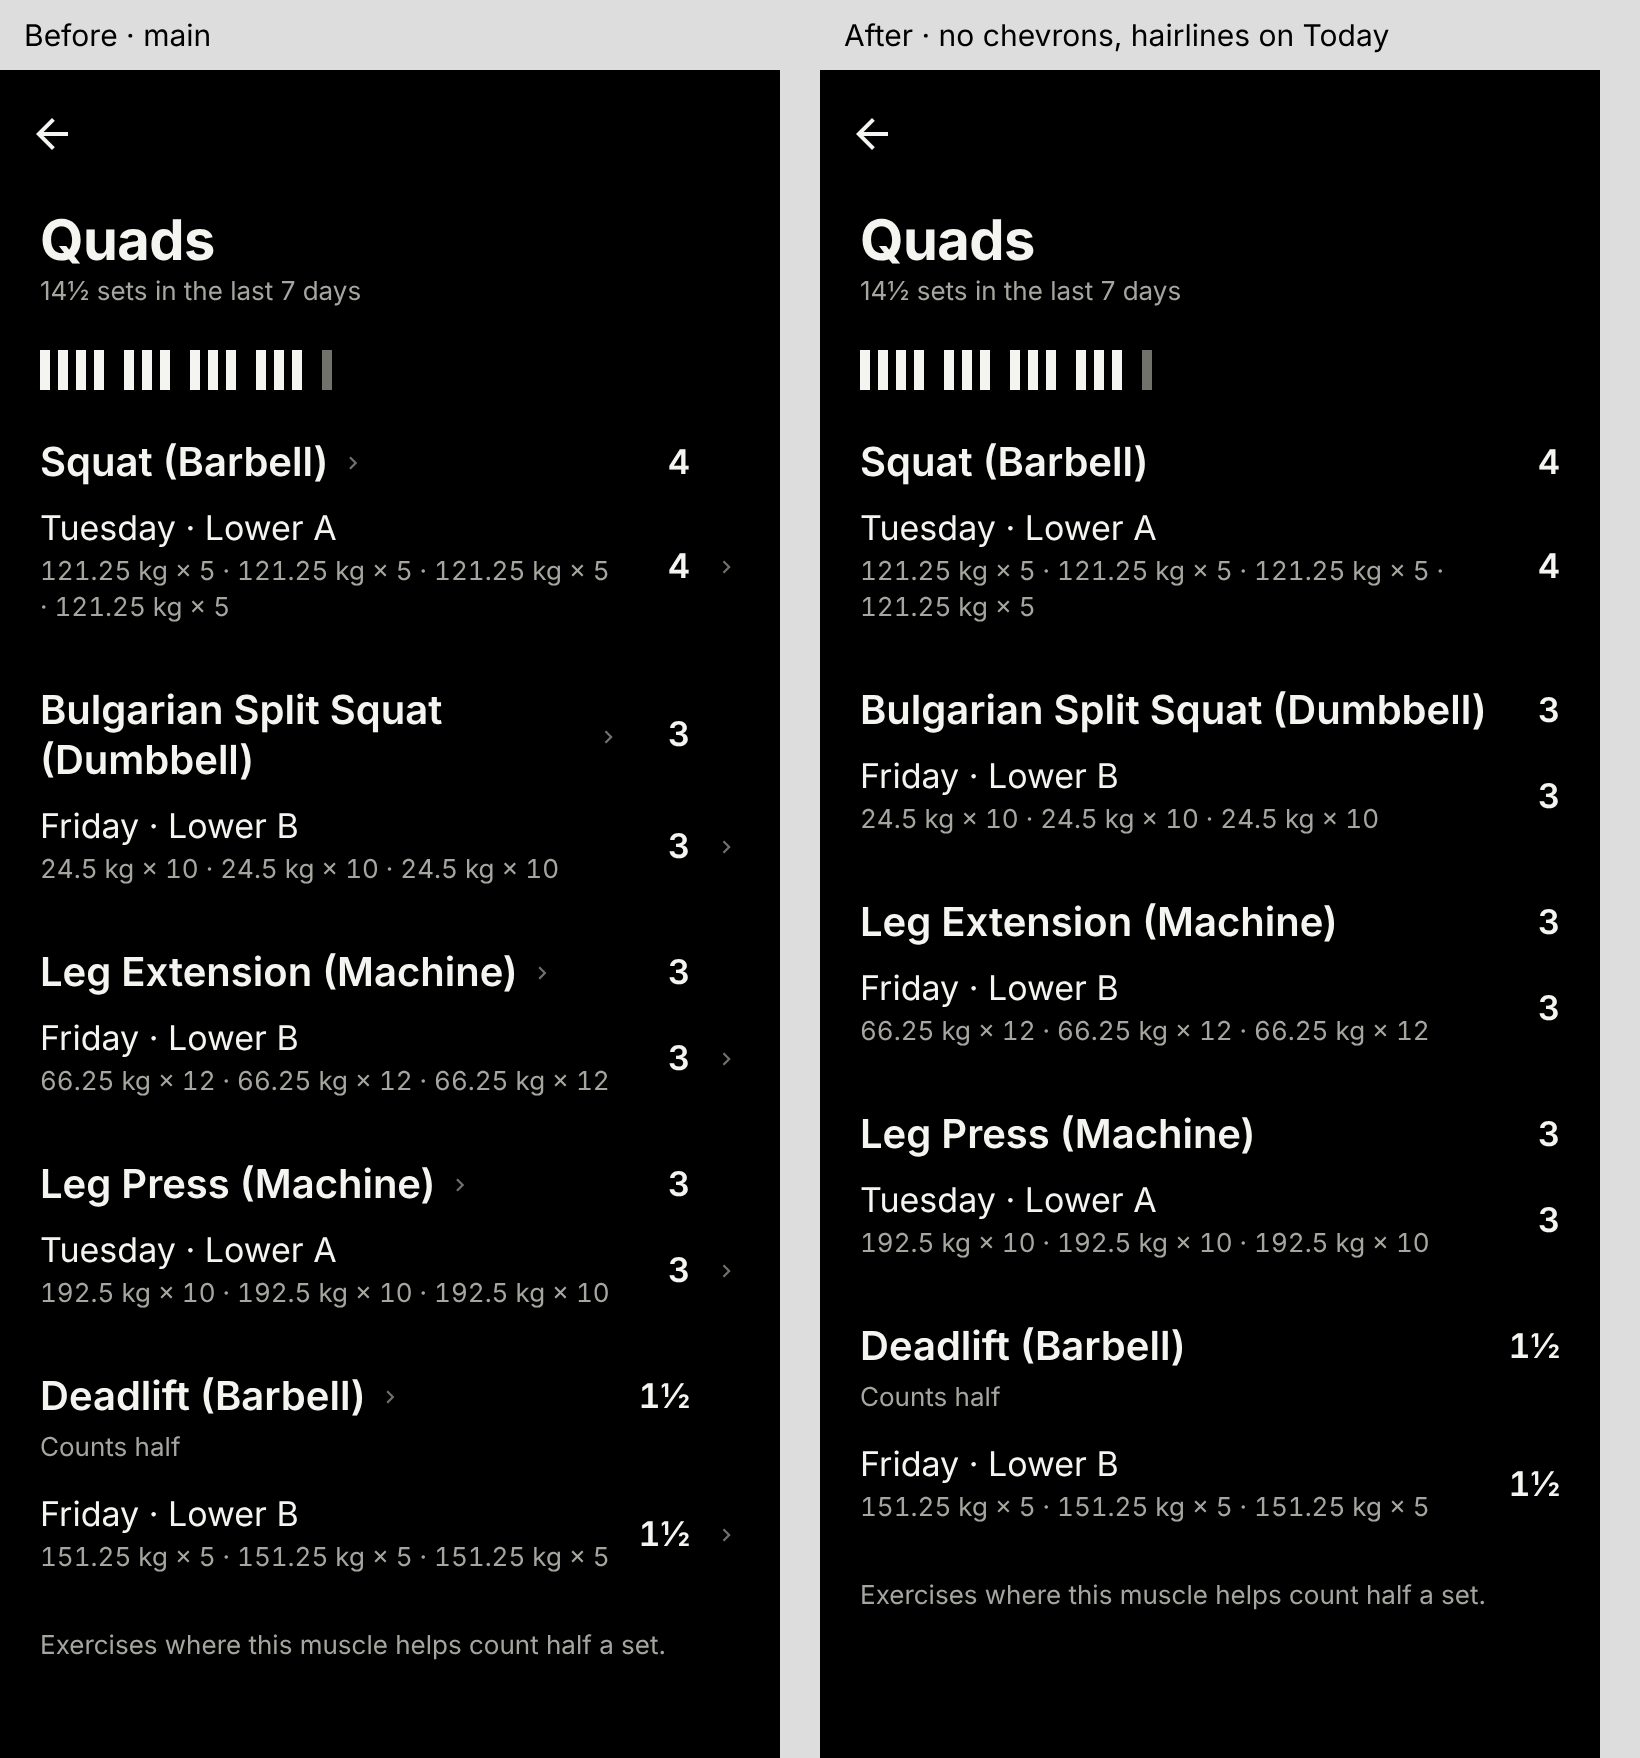 Before · main
Quads
14½ sets in the last 7 days
Squat (Barbell) › 4
Tuesday · Lower A
121.25 kg × 5 · 121.25 kg × 5 · 121.25 kg × 5
· 121.25 kg × 5
4 ›
Bulgarian Split Squat
(Dumbbell)
› 3
Friday · Lower B
24.5 kg × 10 · 24.5 kg × 10 · 24.5 kg × 10
3 ›
Leg Extension (Machine) › 3
Friday · Lower B
66.25 kg × 12 · 66.25 kg × 12 · 66.25 kg × 12
3 ›
Leg Press (Machine) › 3
Tuesday · Lower A
192.5 kg × 10 · 192.5 kg × 10 · 192.5 kg × 10
3 ›
Deadlift (Barbell) › 1½
Counts half
Friday · Lower B
151.25 kg × 5 · 151.25 kg × 5 · 151.25 kg × 5
1½ ›
Exercises where this muscle helps count half a set.
After · no chevrons, hairlines on Today
Quads
14½ sets in the last 7 days
Squat (Barbell) 4
Tuesday · Lower A
121.25 kg × 5 · 121.25 kg × 5 · 121.25 kg × 5 ·
121.25 kg × 5
4
Bulgarian Split Squat (Dumbbell) 3
Friday · Lower B
24.5 kg × 10 · 24.5 kg × 10 · 24.5 kg × 10
3
Leg Extension (Machine) 3
Friday · Lower B
66.25 kg × 12 · 66.25 kg × 12 · 66.25 kg × 12
3
Leg Press (Machine) 3
Tuesday · Lower A
192.5 kg × 10 · 192.5 kg × 10 · 192.5 kg × 10
3
Deadlift (Barbell) 1½
Counts half
Friday · Lower B
151.25 kg × 5 · 151.25 kg × 5 · 151.25 kg × 5
1½
Exercises where this muscle helps count half a set.